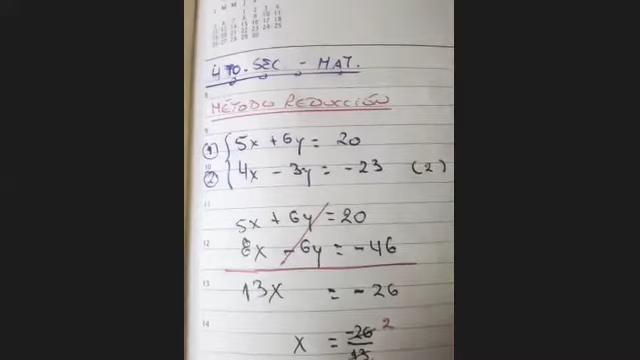 4TO. SEC - MAT.
MÉTODO REDUCCIÓN
① { 5x + 6y = 20
② { 4x - 3y = -23 (2)
5x + 6y = 20
8x - 6y = -46
13x = -26
x = -26 2
13